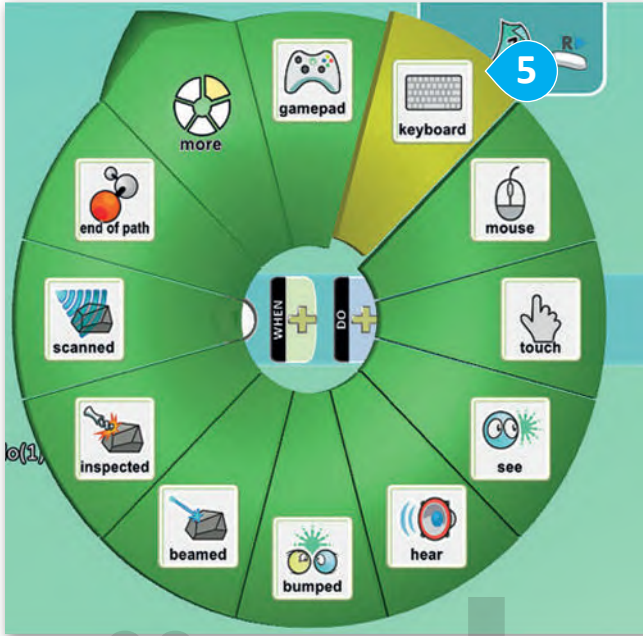 R
5
gamepad
keyboard
more
mouse
end of path
WHEN
DO
scanned
touch
inspected
see
beamed
hear
bumped